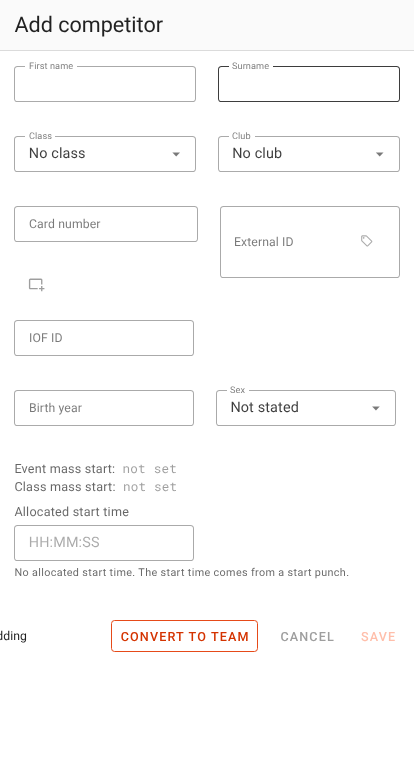 Add competitor
First name
Surname
Class
No class
Club
No club
Card number
External ID
IOF ID
Birth year
Sex
Not stated
Event mass start: not set
Class mass start: not set
Allocated start time
HH:MM:SS
No allocated start time. The start time comes from a start punch.
dding
CONVERT TO TEAM
CANCEL
SAVE